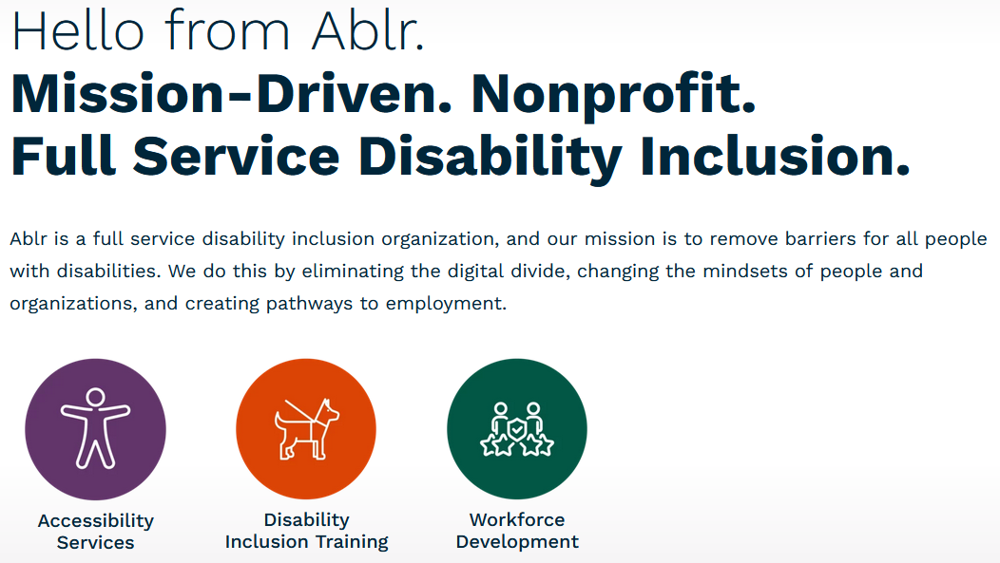 Hello from Ablr.
Mission-Driven. Nonprofit.
Full Service Disability Inclusion.
Ablr is a full service disability inclusion organization, and our mission is to remove barriers for all people
with disabilities. We do this by eliminating the digital divide, changing the mindsets of people and
organizations, and creating pathways to employment.
Accessibility
Services
Disability
Inclusion Training
Workforce
Development